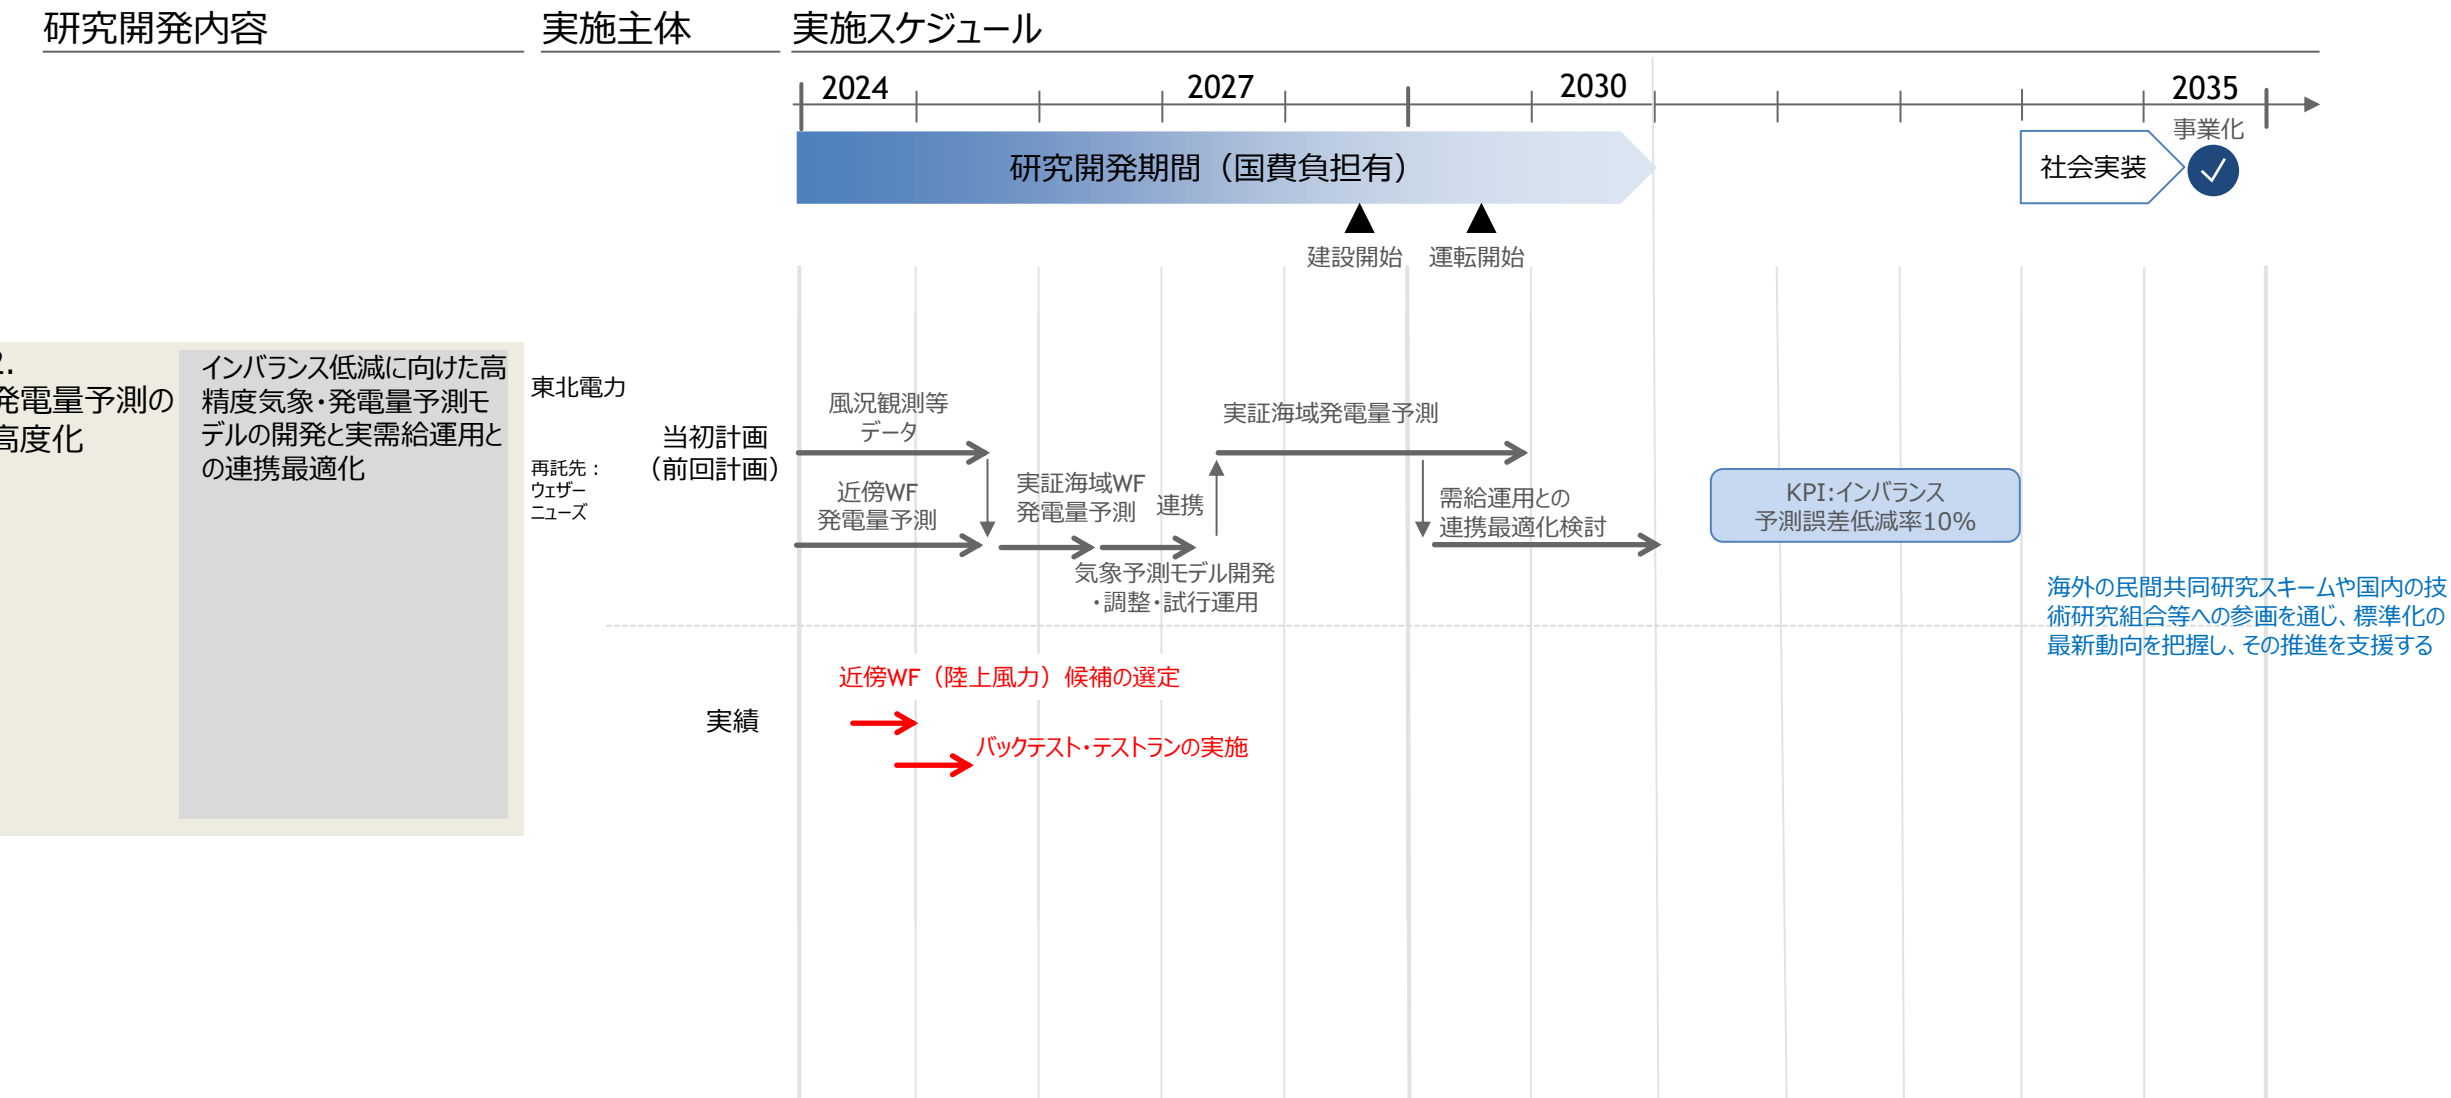 研究開発内容
実施主体
実施スケジュール
2024
2027
2030
2035
事業化
研究開発期間（国費負担有）
社会実装
建設開始
運転開始
2.
発電量予測の
高度化
インバランス低減に向けた高
精度気象・発電量予測モ
デルの開発と実需給運用と
の連携最適化
東北電力
再託先：
ウェザー
ニューズ
当初計画
（前回計画）
風況観測等
データ
近傍WF
発電量予測
実証海域WF
発電量予測
連携
気象予測モデル開発
・調整・試行運用
実証海域発電量予測
需給運用との
連携最適化検討
KPI:インバランス
予測誤差低減率10%
海外の民間共同研究スキームや国内の技
術研究組合等への参画を通じ、標準化の
最新動向を把握し、その推進を支援する
実績
近傍WF（陸上風力）候補の選定
バックテスト・テストランの実施